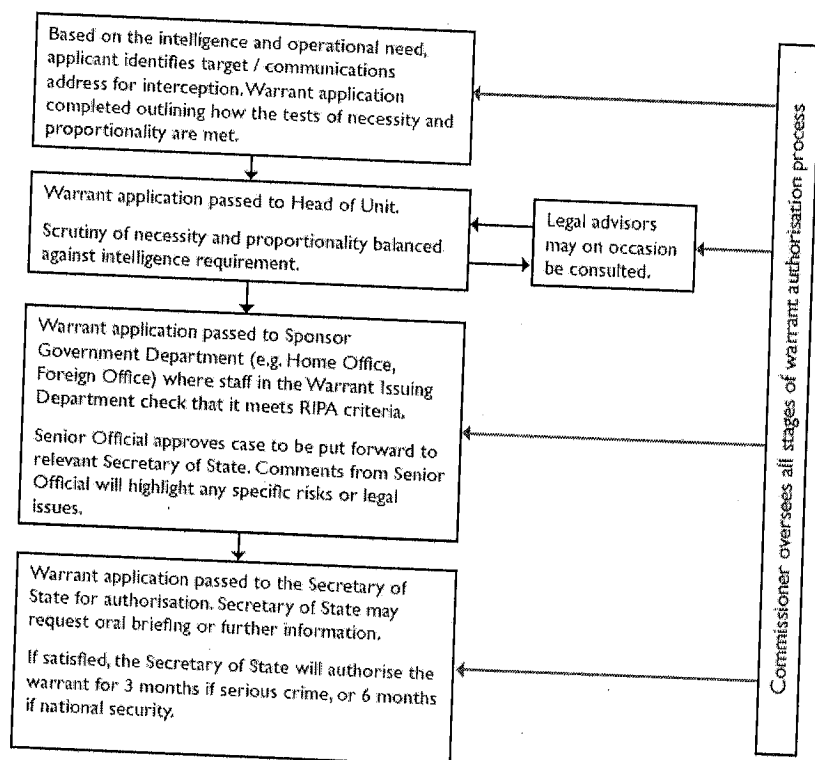 Based on the intelligence and operational need,
applicant identifies target / communications
address for interception. Warrant application
completed outlining how the tests of necessity and
proportionality are met.
Warrant application passed to Head of Unit.
Scrutiny of necessity and proportionality balanced
against intelligence requirement.
Legal advisors
may on occasion
be consulted.
Warrant application passed to Sponsor
Government Department (e.g. Home Office,
Foreign Office) where staff in the Warrant Issuing
Department check that it meets RIPA criteria.
Senior Official approves case to be put forward to
relevant Secretary of State. Comments from Senior
Official will highlight any specific risks or legal
issues.
Warrant application passed to the Secretary of
State for authorisation. Secretary of State may
request oral briefing or further information.
If satisfied, the Secretary of State will authorise the
warrant for 3 months if serious crime, or 6 months
if national security.
Commissioner oversees all stages of warrant authorisation process